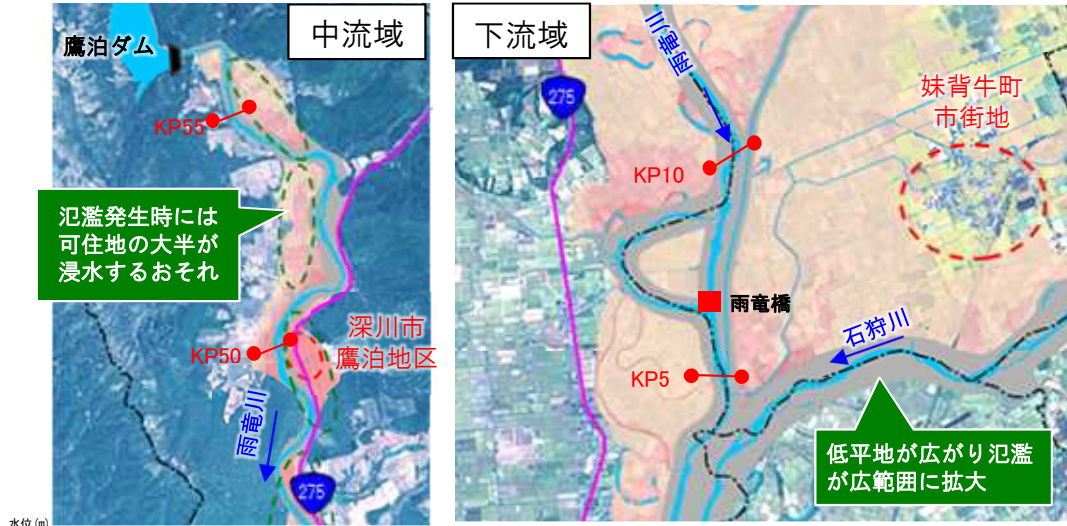 中流域
鷹泊ダム
KP55
氾濫発生時には
可住地の大半が
浸水するおそれ
深川市
鷹泊地区
KP50
雨竜川
275
水位(m)
下流域
雨竜川
275
妹背牛町
市街地
KP10
雨竜橋
石狩川
KP5
低平地が広がり氾濫
が広範囲に拡大